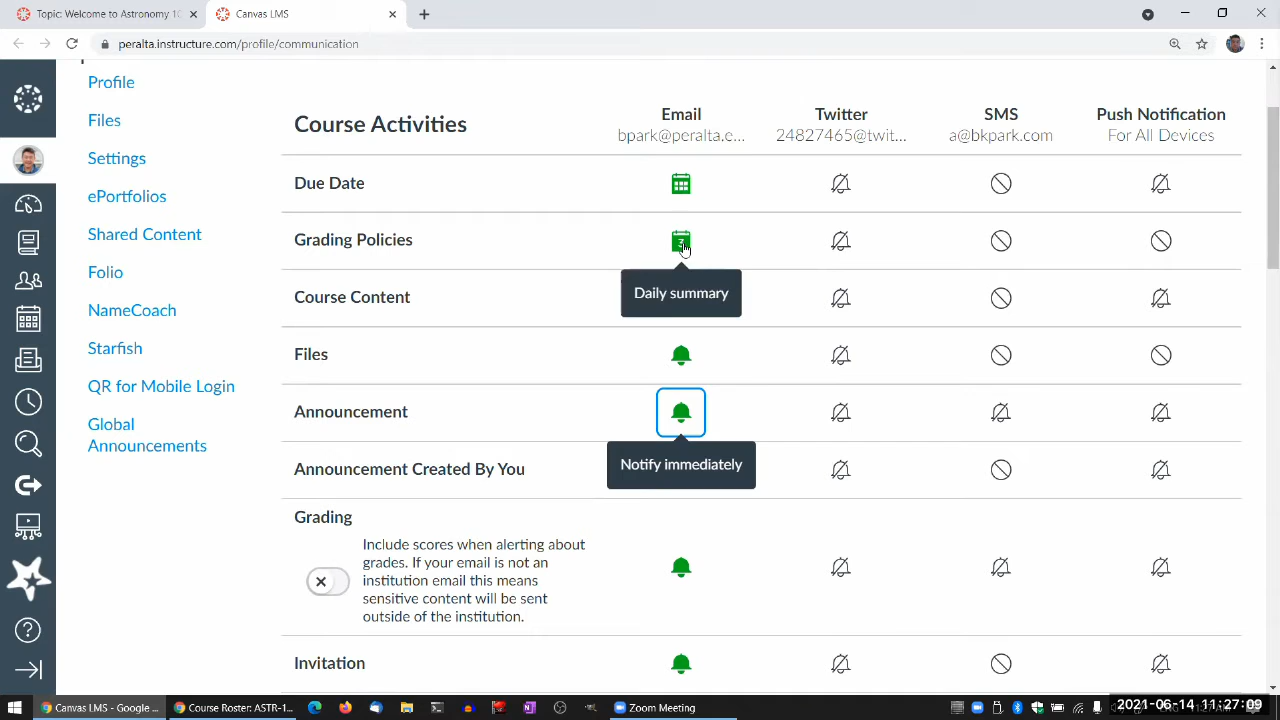 Topic: Welcome to Astronomy 10
Canvas LMS
peralta.instructure.com/profile/communication
Profile
Files
Settings
ePortfolios
Shared Content
Folio
NameCoach
Starfish
QR for Mobile Login
Global
Announcements
Course Activities
Email
bpark@peralta.e...
Twitter
24827465@twit...
SMS
a@bkpark.com
Push Notification
For All Devices
Due Date
Grading Policies
Daily summary
Course Content
Files
Announcement
Notify immediately
Announcement Created By You
Grading
Include scores when alerting about
grades. If your email is not an
institution email this means
sensitive content will be sent
outside of the institution.
Invitation
Canvas LMS - Google ...
Course Roster: ASTR-1...
Zoom Meeting
2021-06-14 11:27:09